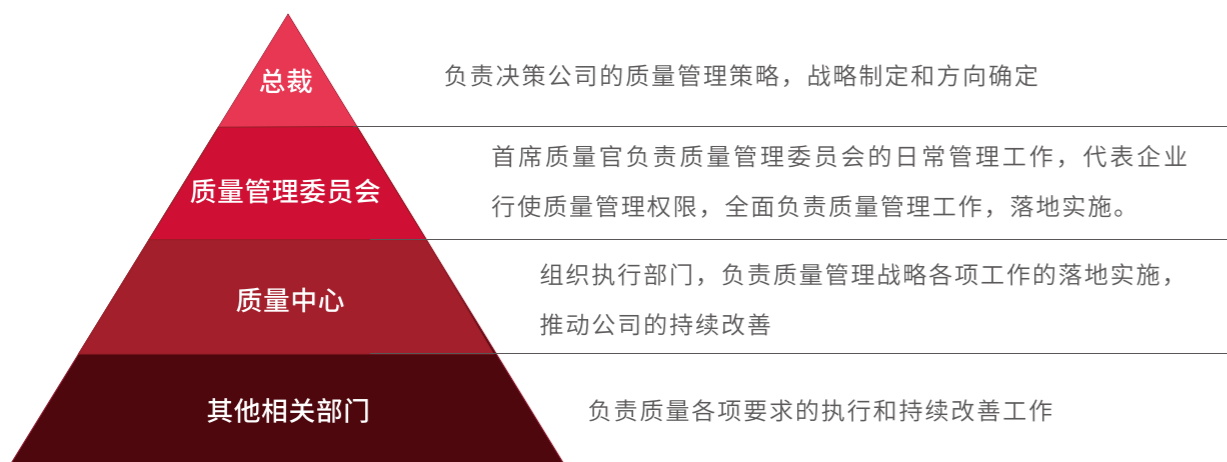 总裁
负责决策公司的质量管理策略，战略制定和方向确定
质量管理委员会
首席质量官负责质量管理委员会的日常管理工作，代表企业
行使质量管理权限，全面负责质量管理工作，落地实施。
质量中心
组织执行部门，负责质量管理战略各项工作的落地实施，
推动公司的持续改善
其他相关部门
负责质量各项要求的执行和持续改善工作